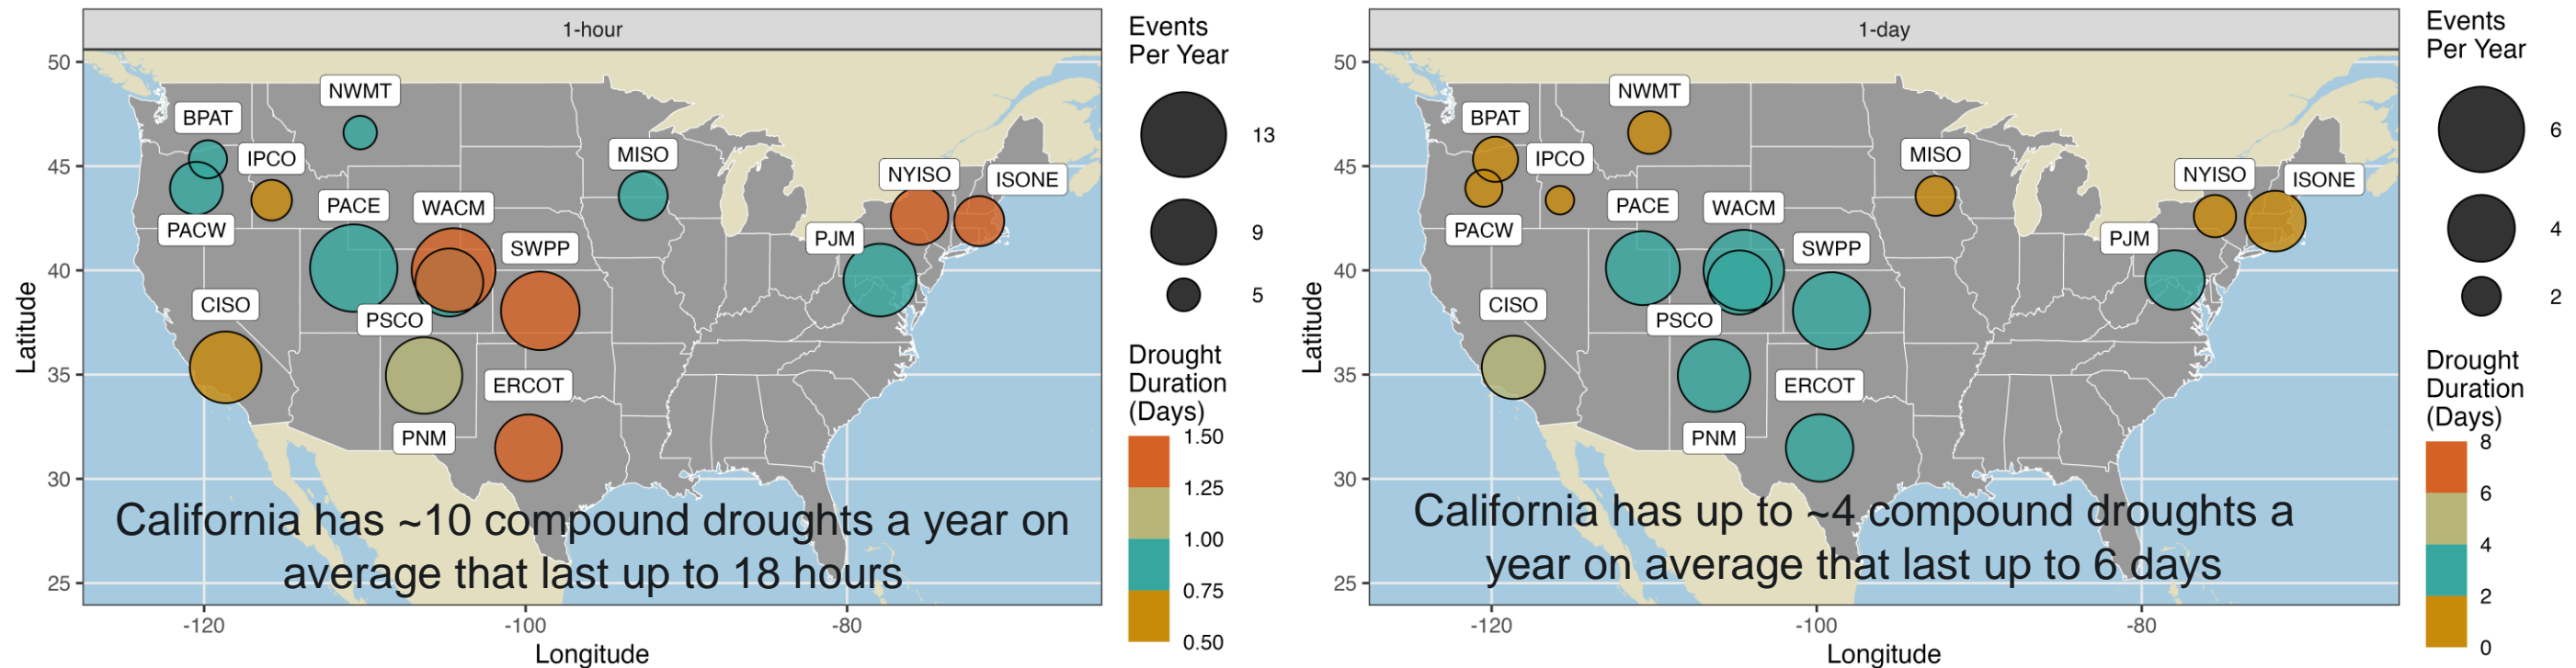 1-hour
50
45
40
35
30
25
Latitude
-120
-100
-80
Longitude
NWMT
BPAT
IPCO
MISO
NYISO
ISONE
PACE
WACM
PACW
PJM
SWPP
CISO
PSCO
ERCOT
PNM
California has ~10 compound droughts a year on
average that last up to 18 hours
Events
Per Year
13
9
5
Drought
Duration
(Days)
1.50
1.25
1.00
0.75
0.50
1-day
50
45
40
35
30
25
Latitude
-120
-100
-80
Longitude
NWMT
BPAT
IPCO
MISO
NYISO
ISONE
PACE
WACM
PACW
PJM
SWPP
CISO
PSCO
ERCOT
PNM
California has up to ~4 compound droughts a
year on average that last up to 6 days
Events
Per Year
6
4
2
Drought
Duration
(Days)
8
6
4
2
0